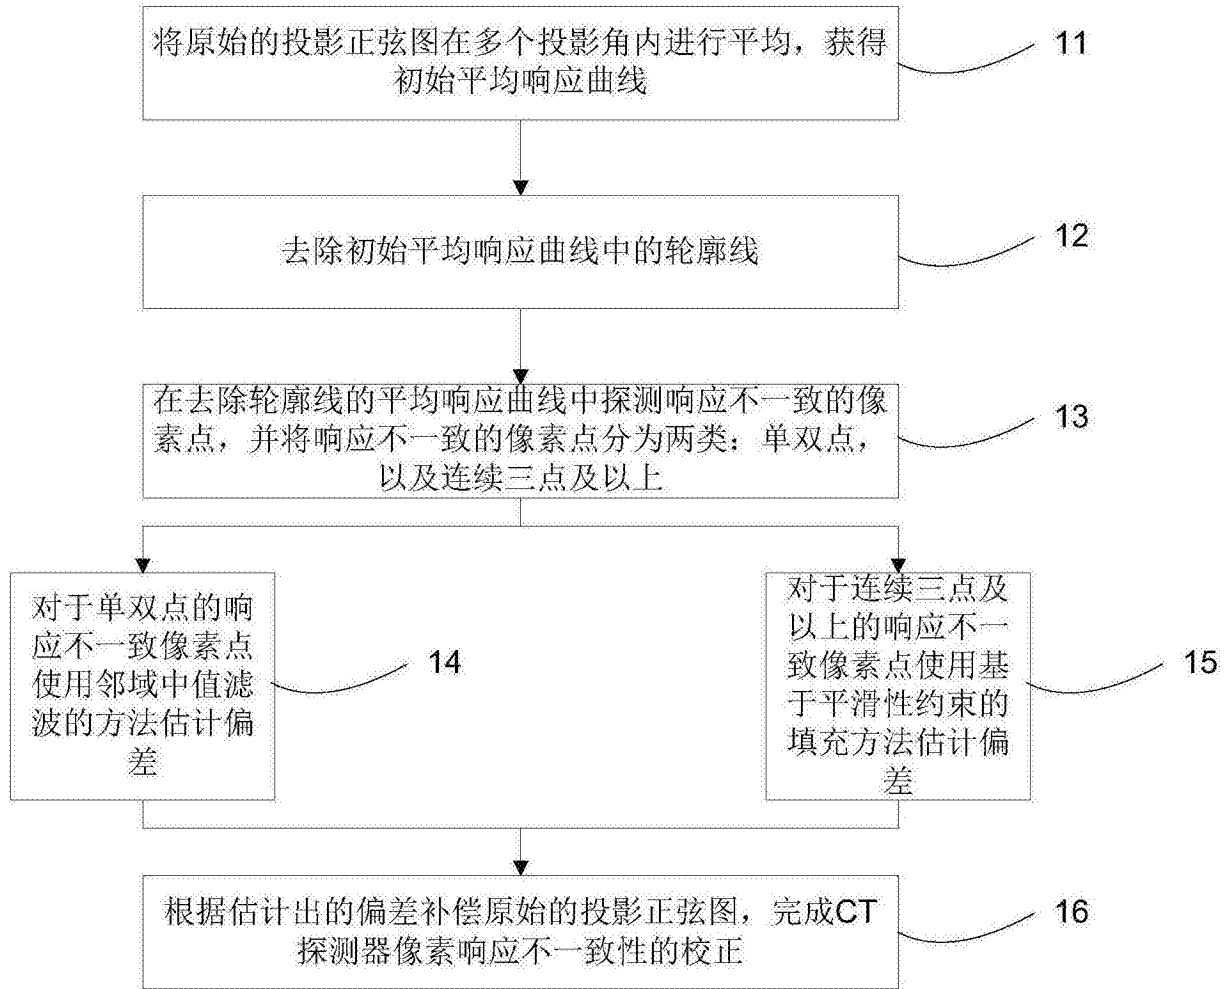 将原始的投影正弦图在多个投影角内进行平均，获得
初始平均响应曲线
11
去除初始平均响应曲线中的轮廓线
12
在去除轮廓线的平均响应曲线中探测响应不一致的像
素点，并将响应不一致的像素点分为两类：单双点，
以及连续三点及以上
13
对于单双点的响
应不一致像素点
使用邻域中值滤
波的方法估计偏
差
14
对于连续三点及
以上的响应不一
致像素点使用基
于平滑性约束的
填充方法估计偏
差
15
根据估计出的偏差补偿原始的投影正弦图，完成CT
探测器像素响应不一致性的校正
16